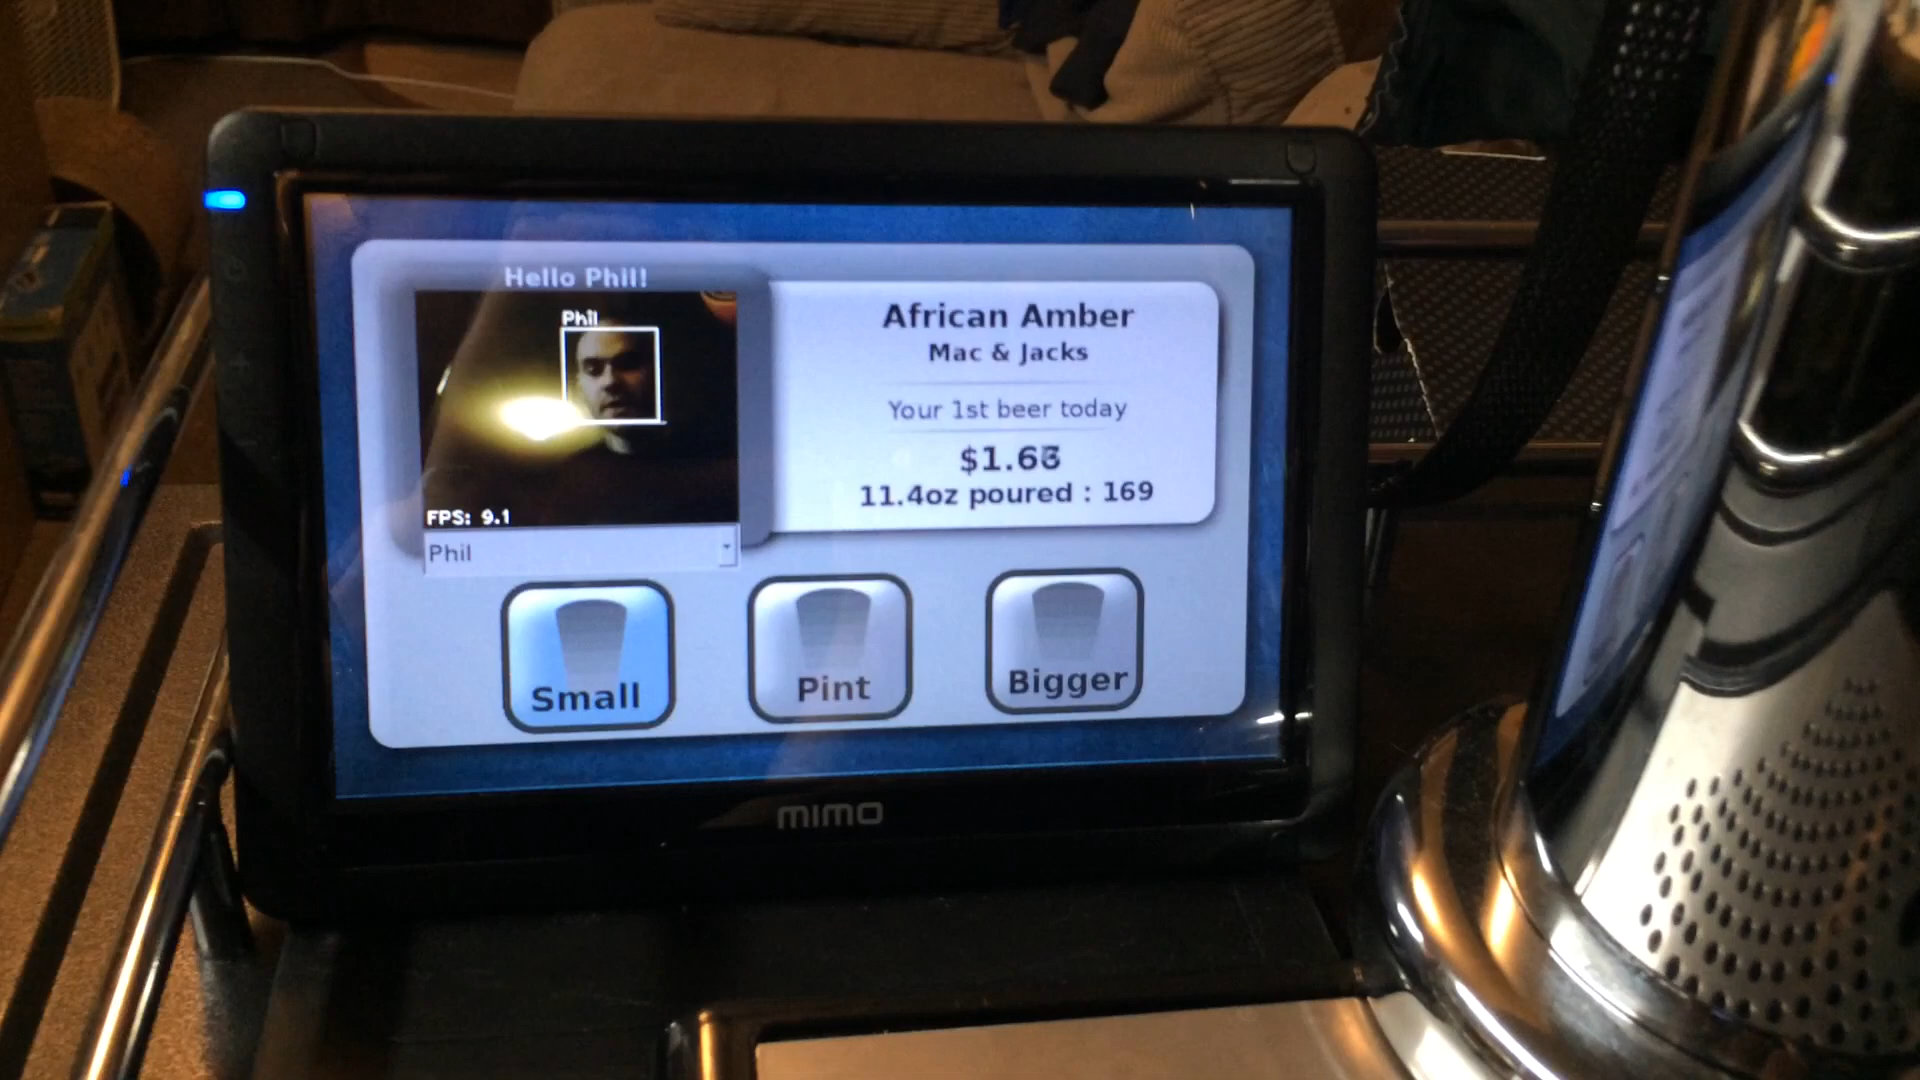 Hello Phil!
Phil
FPS: 9.1
Phil
African Amber
Mac & Jacks
Your 1st beer today
11.4oz poured : 169
Small
Pint
Bigger
mimo